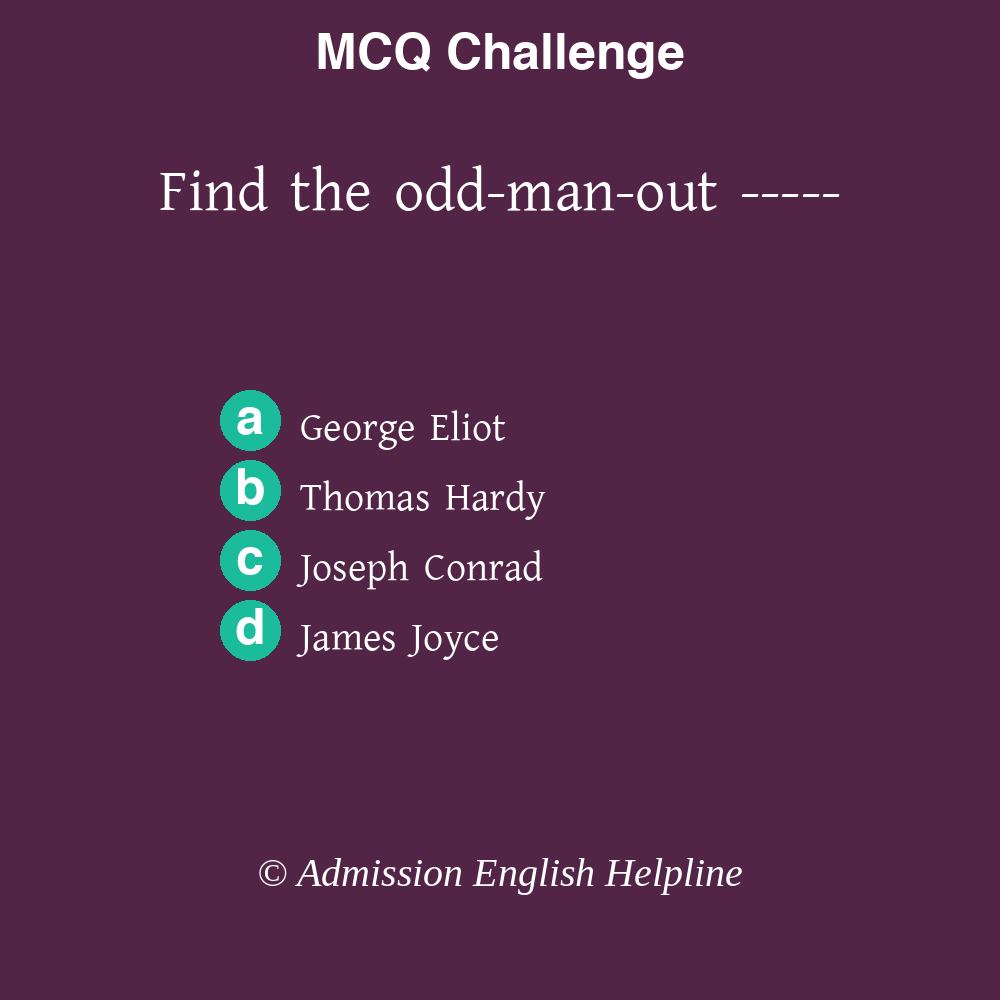 MCQ Challenge
Find the odd-man-out -----
a George Eliot
b Thomas Hardy
c Joseph Conrad
d James Joyce
© Admission English Helpline